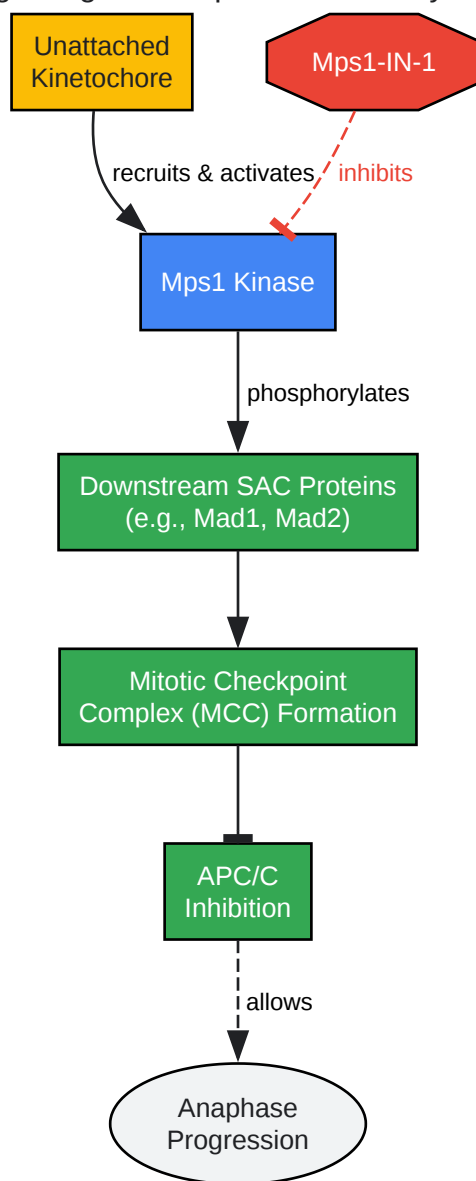 Unattached
Kinetochore
Mps1-IN-1
recruits & activates
inhibits
Mps1 Kinase
phosphorylates
Downstream SAC Proteins
(e.g., Mad1, Mad2)
Mitotic Checkpoint
Complex (MCC) Formation
APC/C
Inhibition
allows
Anaphase
Progression